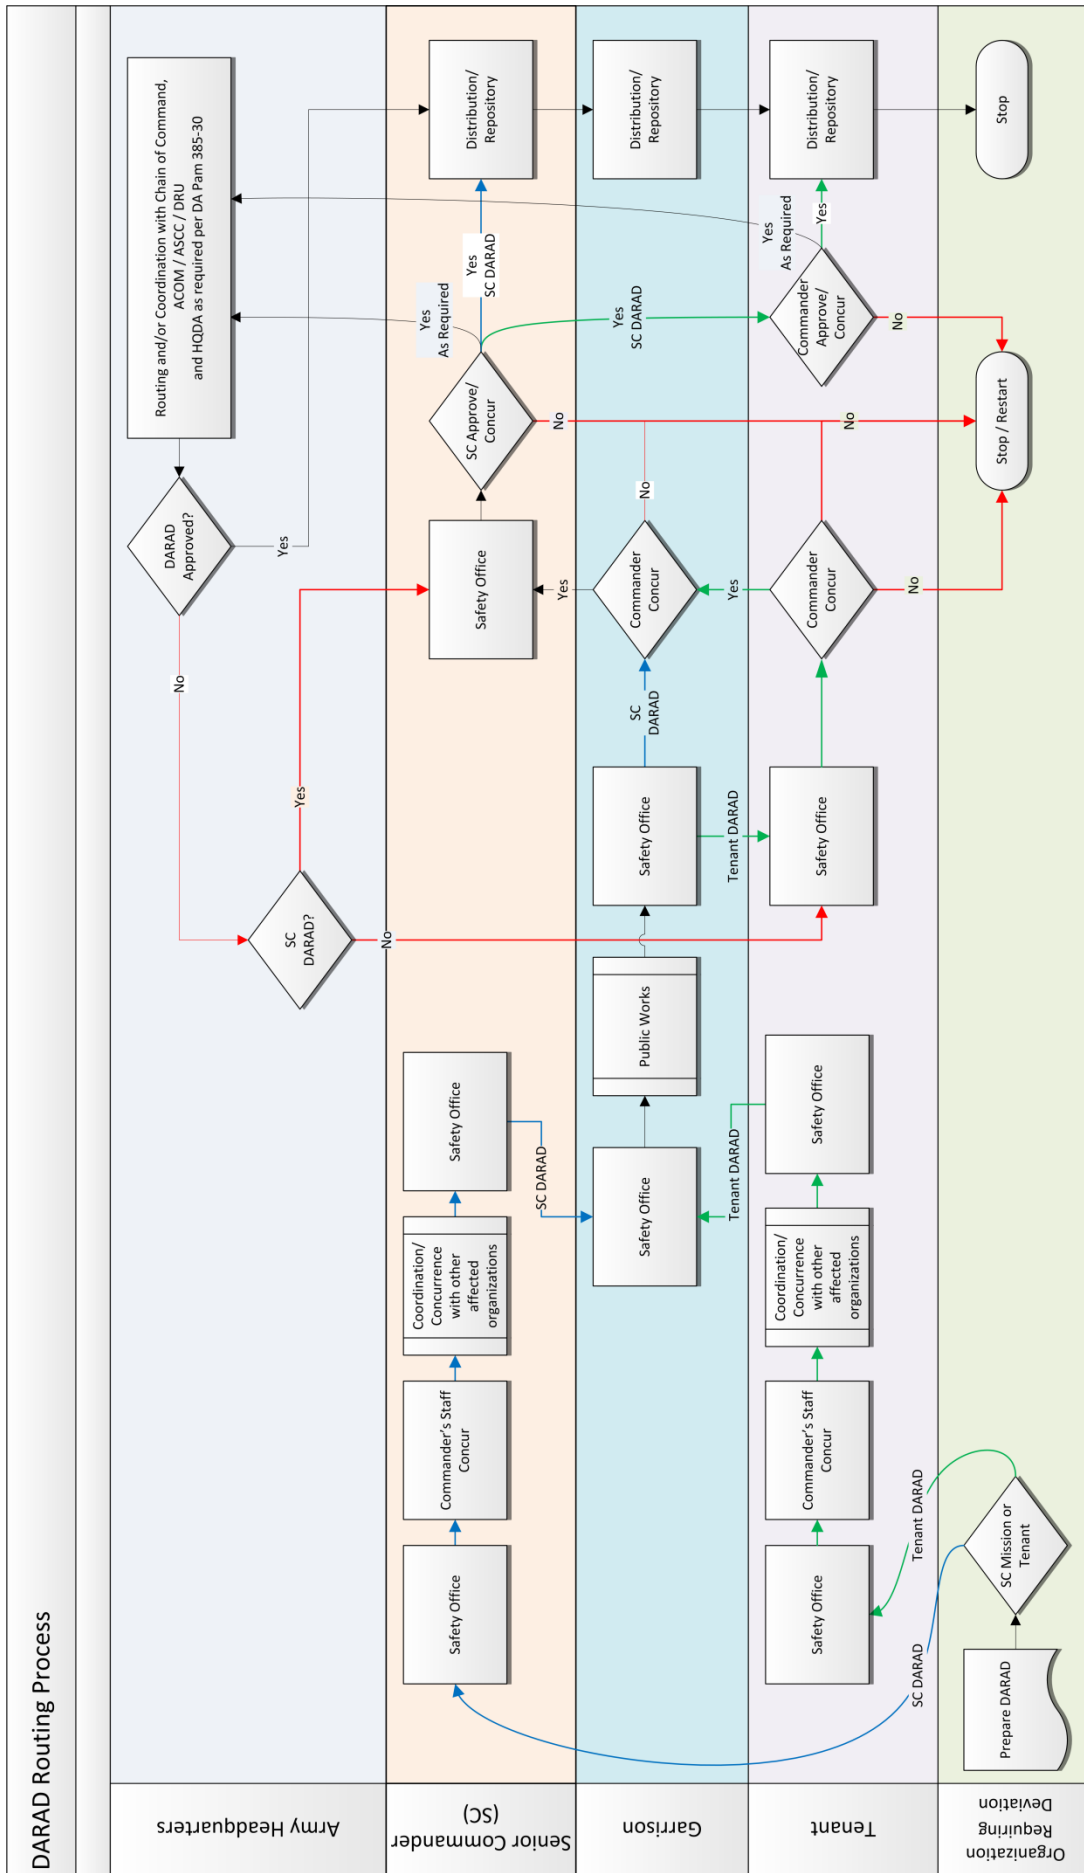 DARAD Routing Process
Army Headquarters
Routing and/or Coordination with Chain of Command,
ACOM / ASCC / DRU
and HQDA as required per DA Pam 385-30
DARAD
Approved?
No
Yes
SC
DARAD?
Yes
No
Senior Commander
(SC)
Safety Office
Commander's Staff
Concur
Coordination/
Concurrence
with other
affected
organizations
Safety Office
SC DARAD
Safety Office
SC Approve/
Concur
No
Yes
As Required
Yes
SC DARAD
Yes
SC DARAD
Distribution/
Repository
Garrison
Safety Office
Public Works
Safety Office
SC
DARAD
Tenant DARAD
Commander
Concur
Yes
No
Distribution/
Repository
Tenant
Safety Office
Commander's Staff
Concur
Coordination/
Concurrence
with other
affected
organizations
Safety Office
Tenant DARAD
Safety Office
Commander
Concur
Yes
No
No
Commander
Approve/
Concur
No
Yes
As Required
Yes
Distribution/
Repository
Organization
Requiring
Deviation
Prepare DARAD
SC Mission or
Tenant
SC DARAD
Tenant DARAD
Stop / Restart
Stop